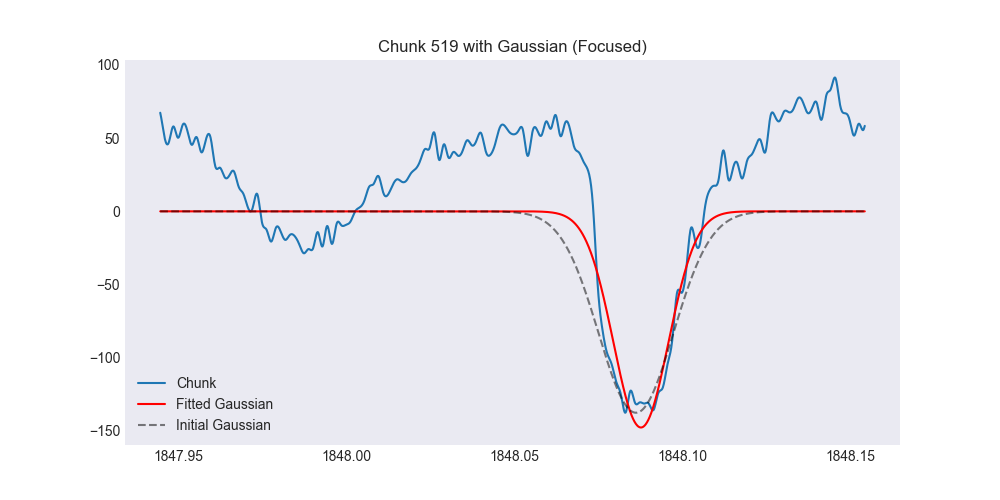 Chunk 519 with Gaussian (Focused)
100
50
0
−50
−100
−150
Chunk
Fitted Gaussian
Initial Gaussian
1847.95 1848.00 1848.05 1848.10 1848.15